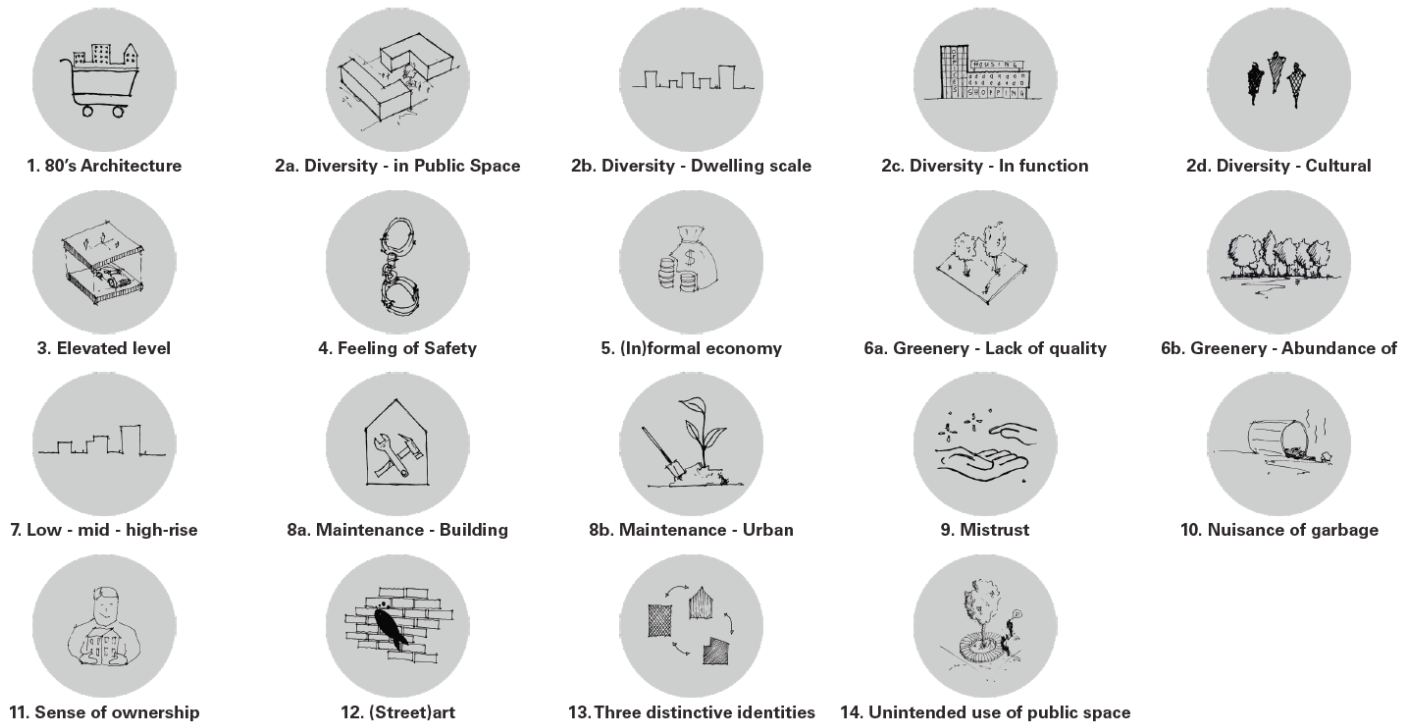 OFFICES
HOUSING
SHOPPING
1. 80's Architecture
2a. Diversity - in Public Space
2b. Diversity - Dwelling scale
2c. Diversity - In function
2d. Diversity - Cultural
$
3. Elevated level
4. Feeling of Safety
5. (In)formal economy
6a. Greenery - Lack of quality
6b. Greenery - Abundance of
7. Low - mid - high-rise
8a. Maintenance - Building
8b. Maintenance - Urban
9. Mistrust
10. Nuisance of garbage
11. Sense of ownership
12. (Street)art
13. Three distinctive identities
14. Unintended use of public space